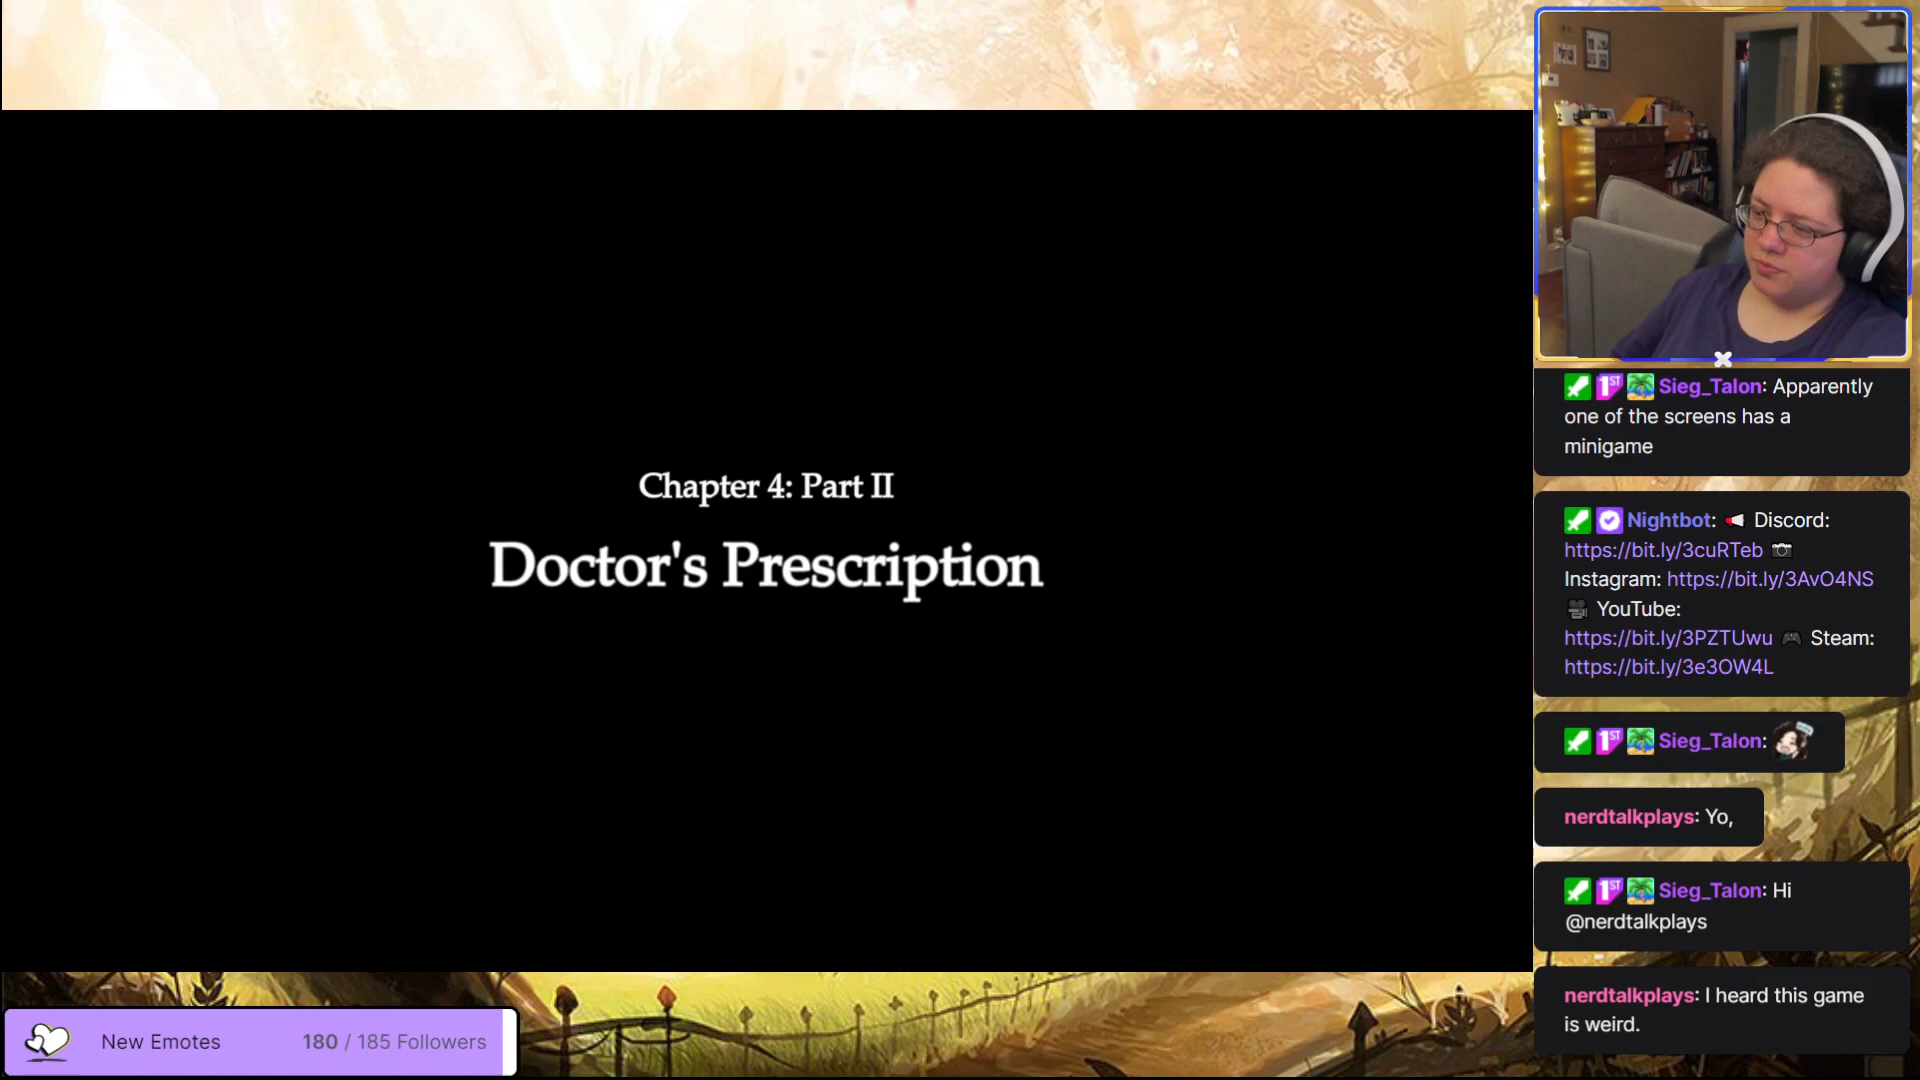 Chapter 4: Part II
Doctor's Prescription
Sieg_Talon: Apparently
one of the screens has a
minigame
Nightbot: Discord:
https://bit.ly/3cuRTeb
Instagram: https://bit.ly/3AvO4NS
YouTube:
https://bit.ly/3PZTUwu Steam:
https://bit.ly/3e3OW4L
Sieg_Talon:
nerdtalkplays: Yo,
Sieg_Talon: Hi
@nerdtalkplays
nerdtalkplays: I heard this game
is weird.
New Emotes 180 / 185 Followers